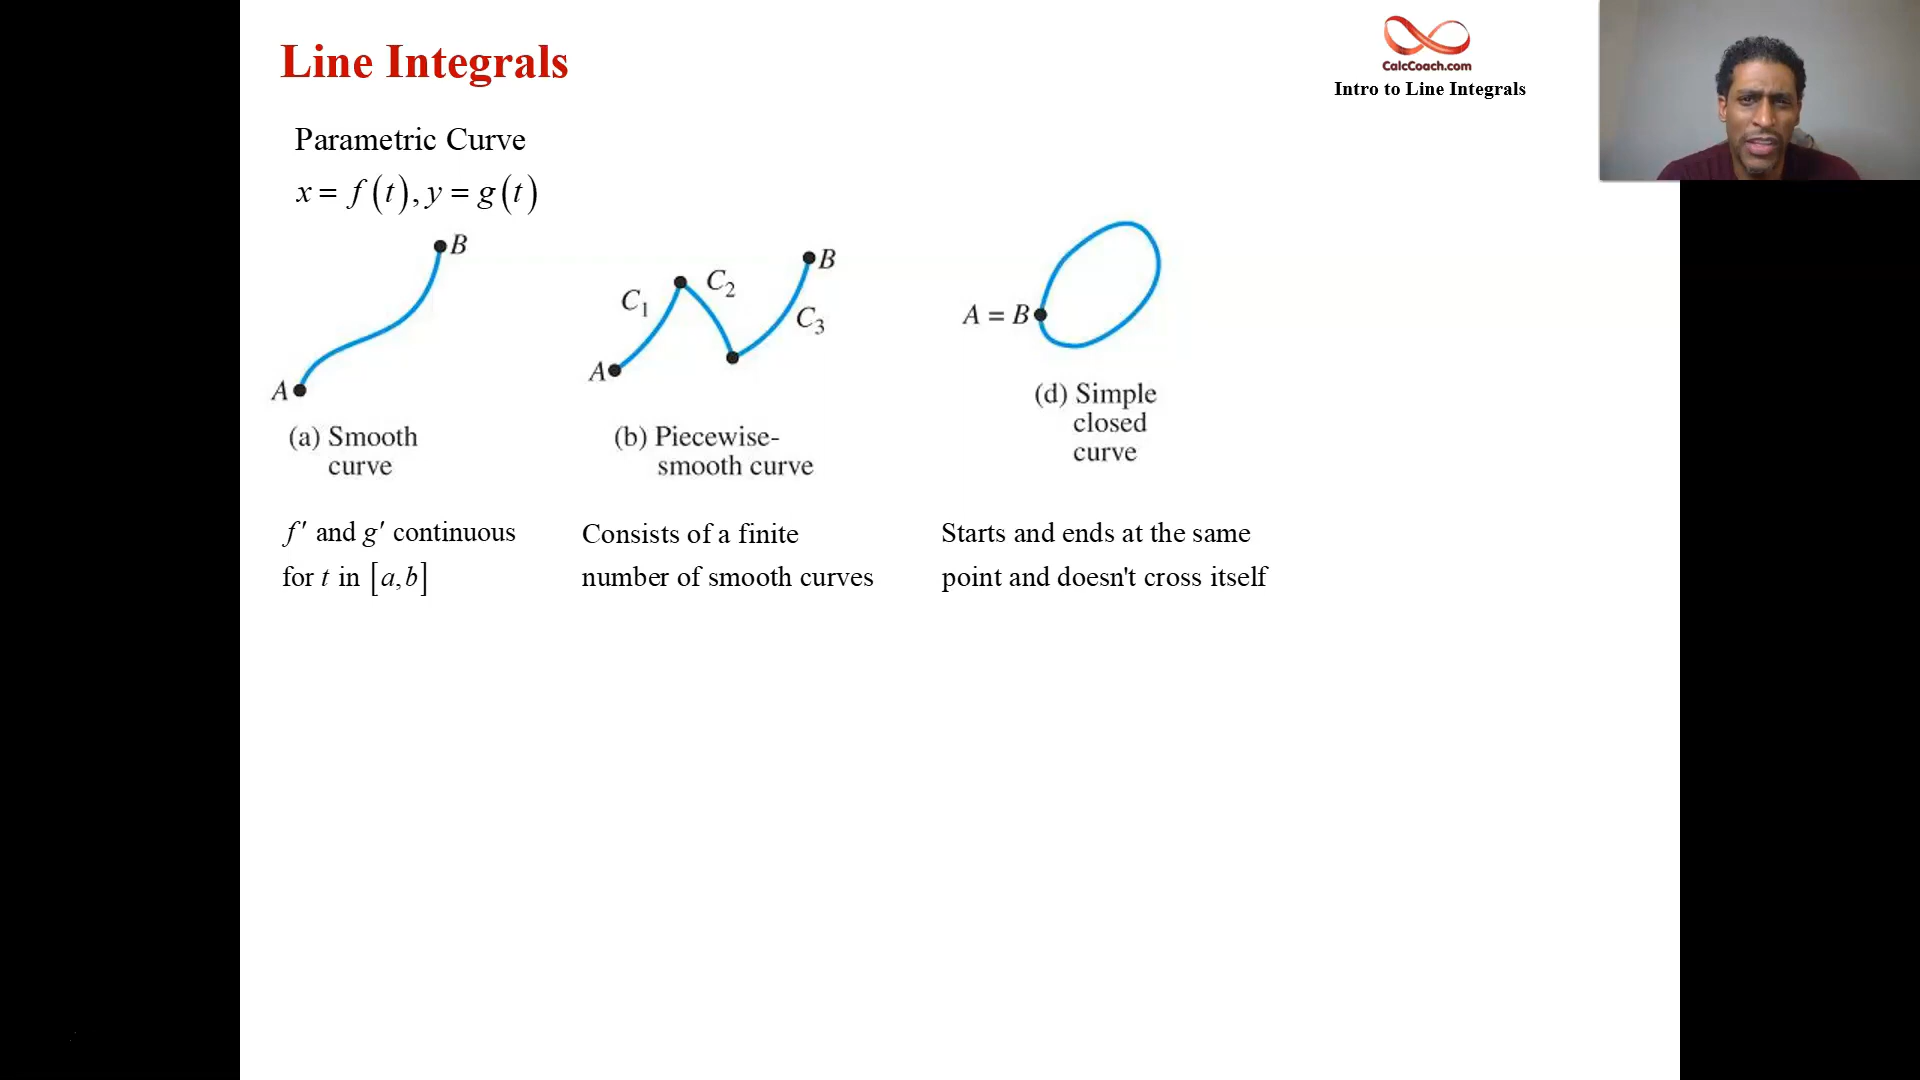 Line Integrals
CalcCoach.com
Intro to Line Integrals
Parametric Curve
x = f(t), y = g(t)
B
A
(a) Smooth
curve
C₁
C₂
B
C₃
A
(b) Piecewise-
smooth curve
A = B
(d) Simple
closed
curve
f′ and g′ continuous
for t in [a,b]
Consists of a finite
number of smooth curves
Starts and ends at the same
point and doesn't cross itself